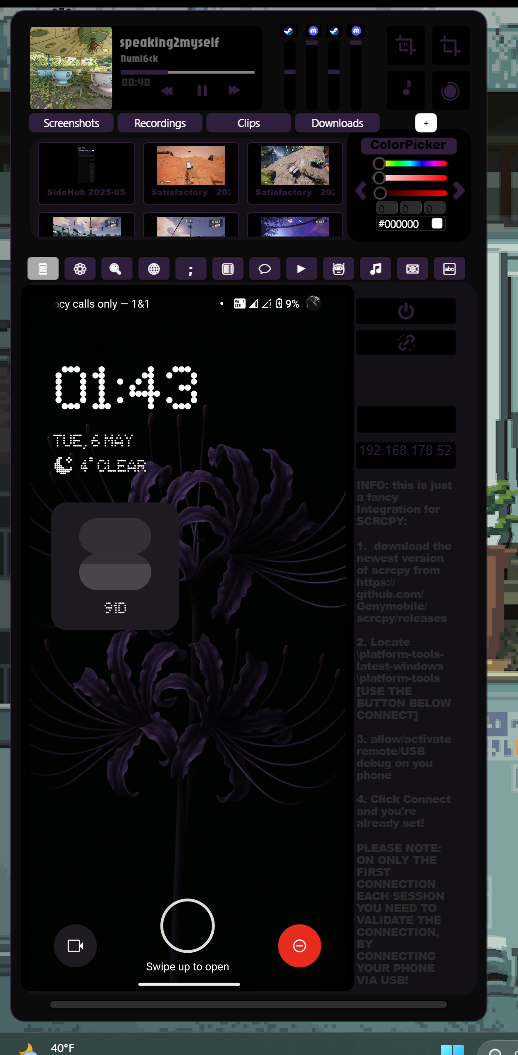 speaking2myself
Numl6ck
00:40
Screenshots
Recordings
Clips
Downloads
+
ColorPicker
SideHub 2025-05
Satisfactory 202
Satisfactory 202
0 0 0
#000000
;
abc
ncy calls only — 1&1
9%
01:43
TUE, 6 MAY
4° CLEAR
91D
Swipe up to open
192.168.178.52
INFO: this is just
a fancy
Integration for
SCRCPY:
1. download the
newest version
of scrcpy from
https://
github.com/
Genymobile/
scrcpy/releases
2. Locate
\platform-tools-
latest-windows
\platform-tools
[USE THE
BUTTON BELOW
CONNECT]
3. allow/activate
remote/USB
debug on you
phone
4. Click Connect
and you're
already set!
PLEASE NOTE:
ON ONLY THE
FIRST
CONNECTION
EACH SESSION
YOU NEED TO
VALIDATE THE
CONNECTION,
BY
CONNECTING
YOUR PHONE
VIA USB!
40°F